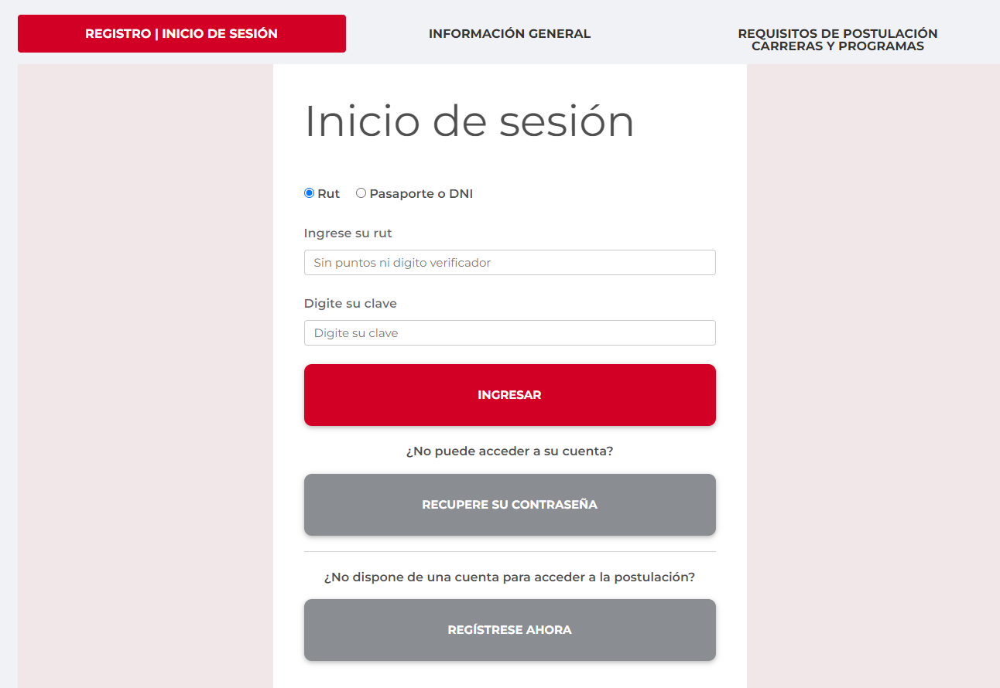 REGISTRO | INICIO DE SESIÓN
INFORMACIÓN GENERAL
REQUISITOS DE POSTULACIÓN
CARRERAS Y PROGRAMAS
Inicio de sesión
Rut
Pasaporte o DNI
Ingrese su rut
Sin puntos ni digito verificador
Digite su clave
Digite su clave
INGRESAR
¿No puede acceder a su cuenta?
RECUPERE SU CONTRASEÑA
¿No dispone de una cuenta para acceder a la postulación?
REGÍSTRESE AHORA